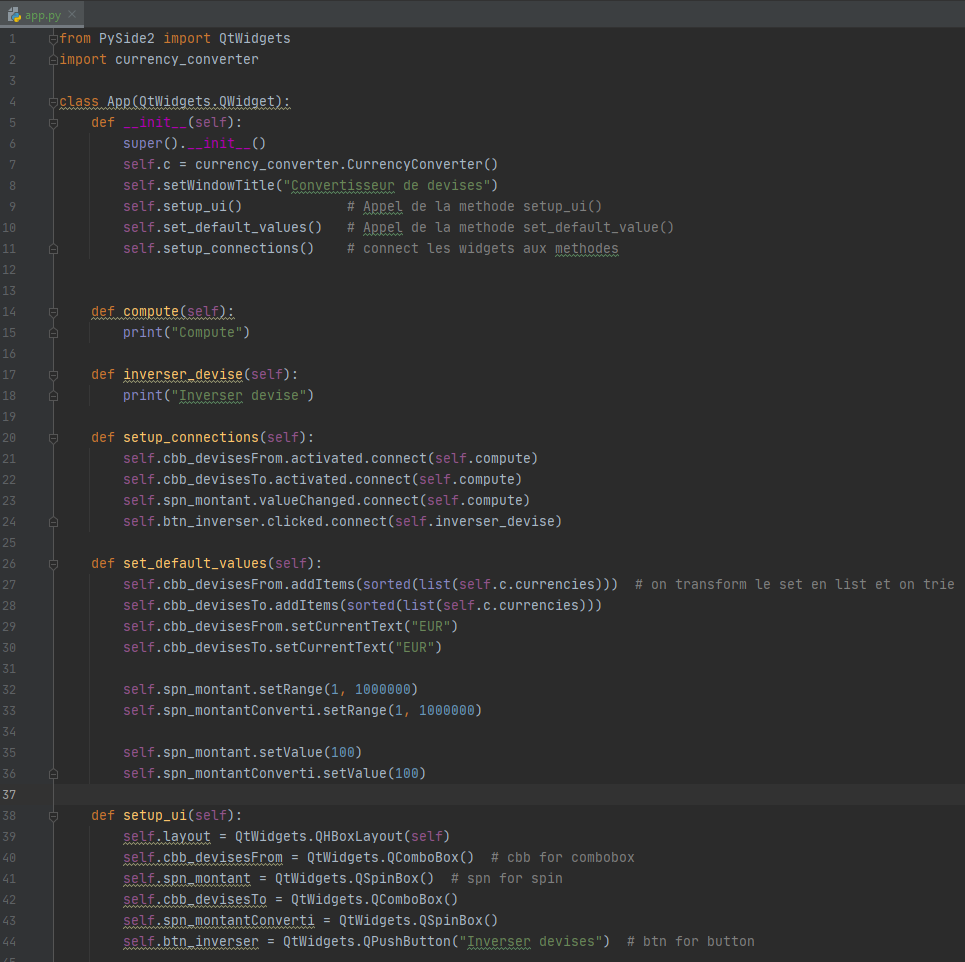 app.py
1 from PySide2 import QtWidgets
2 import currency_converter
3
4 class App(QtWidgets.QWidget):
5     def __init__(self):
6         super().__init__()
7         self.c = currency_converter.CurrencyConverter()
8         self.setWindowTitle("Convertisseur de devises")
9         self.setup_ui()             # Appel de la methode setup_ui()
10         self.set_default_values()   # Appel de la methode set_default_value()
11         self.setup_connections()    # connect les widgets aux methodes
12
13
14     def compute(self):
15         print("Compute")
16
17     def inverser_devise(self):
18         print("Inverser devise")
19
20     def setup_connections(self):
21         self.cbb_devisesFrom.activated.connect(self.compute)
22         self.cbb_devisesTo.activated.connect(self.compute)
23         self.spn_montant.valueChanged.connect(self.compute)
24         self.btn_inverser.clicked.connect(self.inverser_devise)
25
26     def set_default_values(self):
27         self.cbb_devisesFrom.addItems(sorted(list(self.c.currencies)))  # on transform le set en list et on trie
28         self.cbb_devisesTo.addItems(sorted(list(self.c.currencies)))
29         self.cbb_devisesFrom.setCurrentText("EUR")
30         self.cbb_devisesTo.setCurrentText("EUR")
31
32         self.spn_montant.setRange(1, 1000000)
33         self.spn_montantConverti.setRange(1, 1000000)
34
35         self.spn_montant.setValue(100)
36         self.spn_montantConverti.setValue(100)
37
38     def setup_ui(self):
39         self.layout = QtWidgets.QHBoxLayout(self)
40         self.cbb_devisesFrom = QtWidgets.QComboBox()  # cbb for combobox
41         self.spn_montant = QtWidgets.QSpinBox()  # spn for spin
42         self.cbb_devisesTo = QtWidgets.QComboBox()
43         self.spn_montantConverti = QtWidgets.QSpinBox()
44         self.btn_inverser = QtWidgets.QPushButton("Inverser devises")  # btn for button